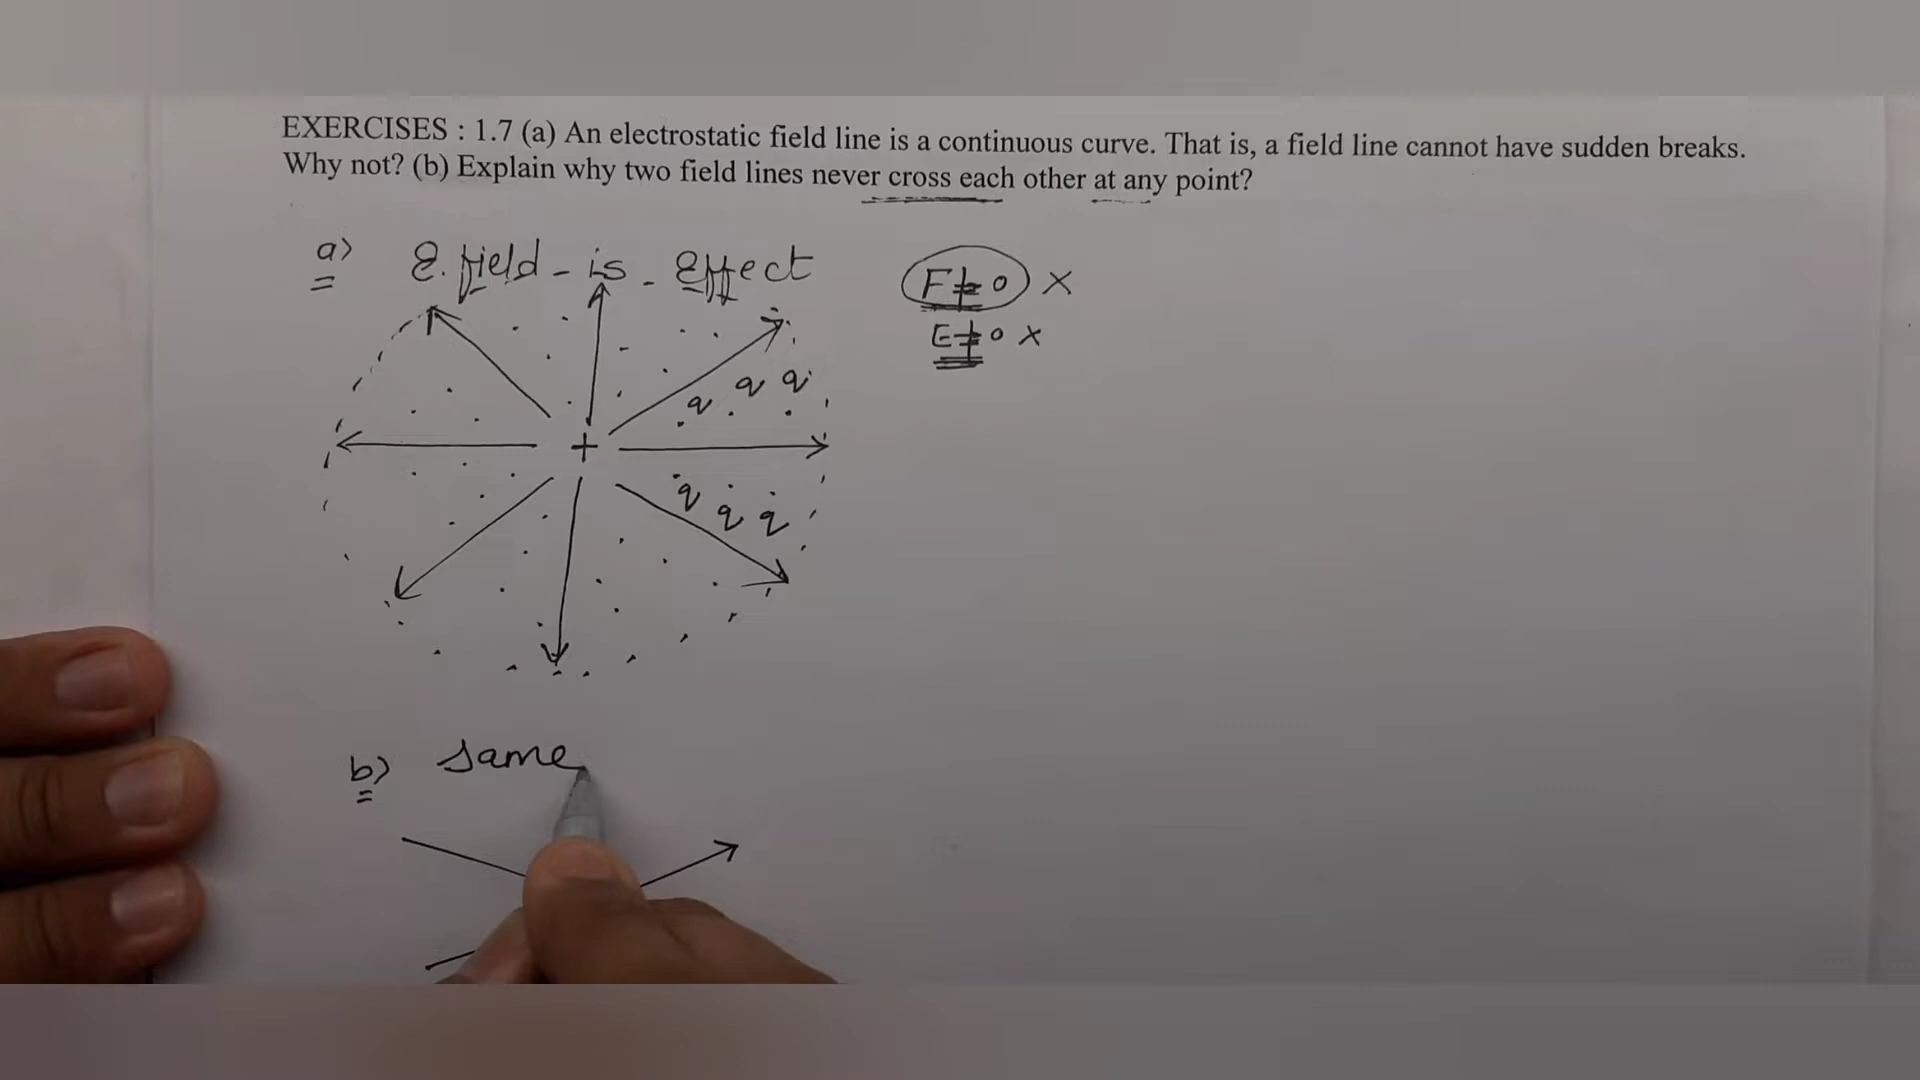 EXERCISES : 1.7 (a) An electrostatic field line is a continuous curve. That is, a field line cannot have sudden breaks.
Why not? (b) Explain why two field lines never cross each other at any point?
a) E. field - is - Effect
F ≠ 0 ×
E ≠ 0 ×
q q q
+
q q q
b) Same